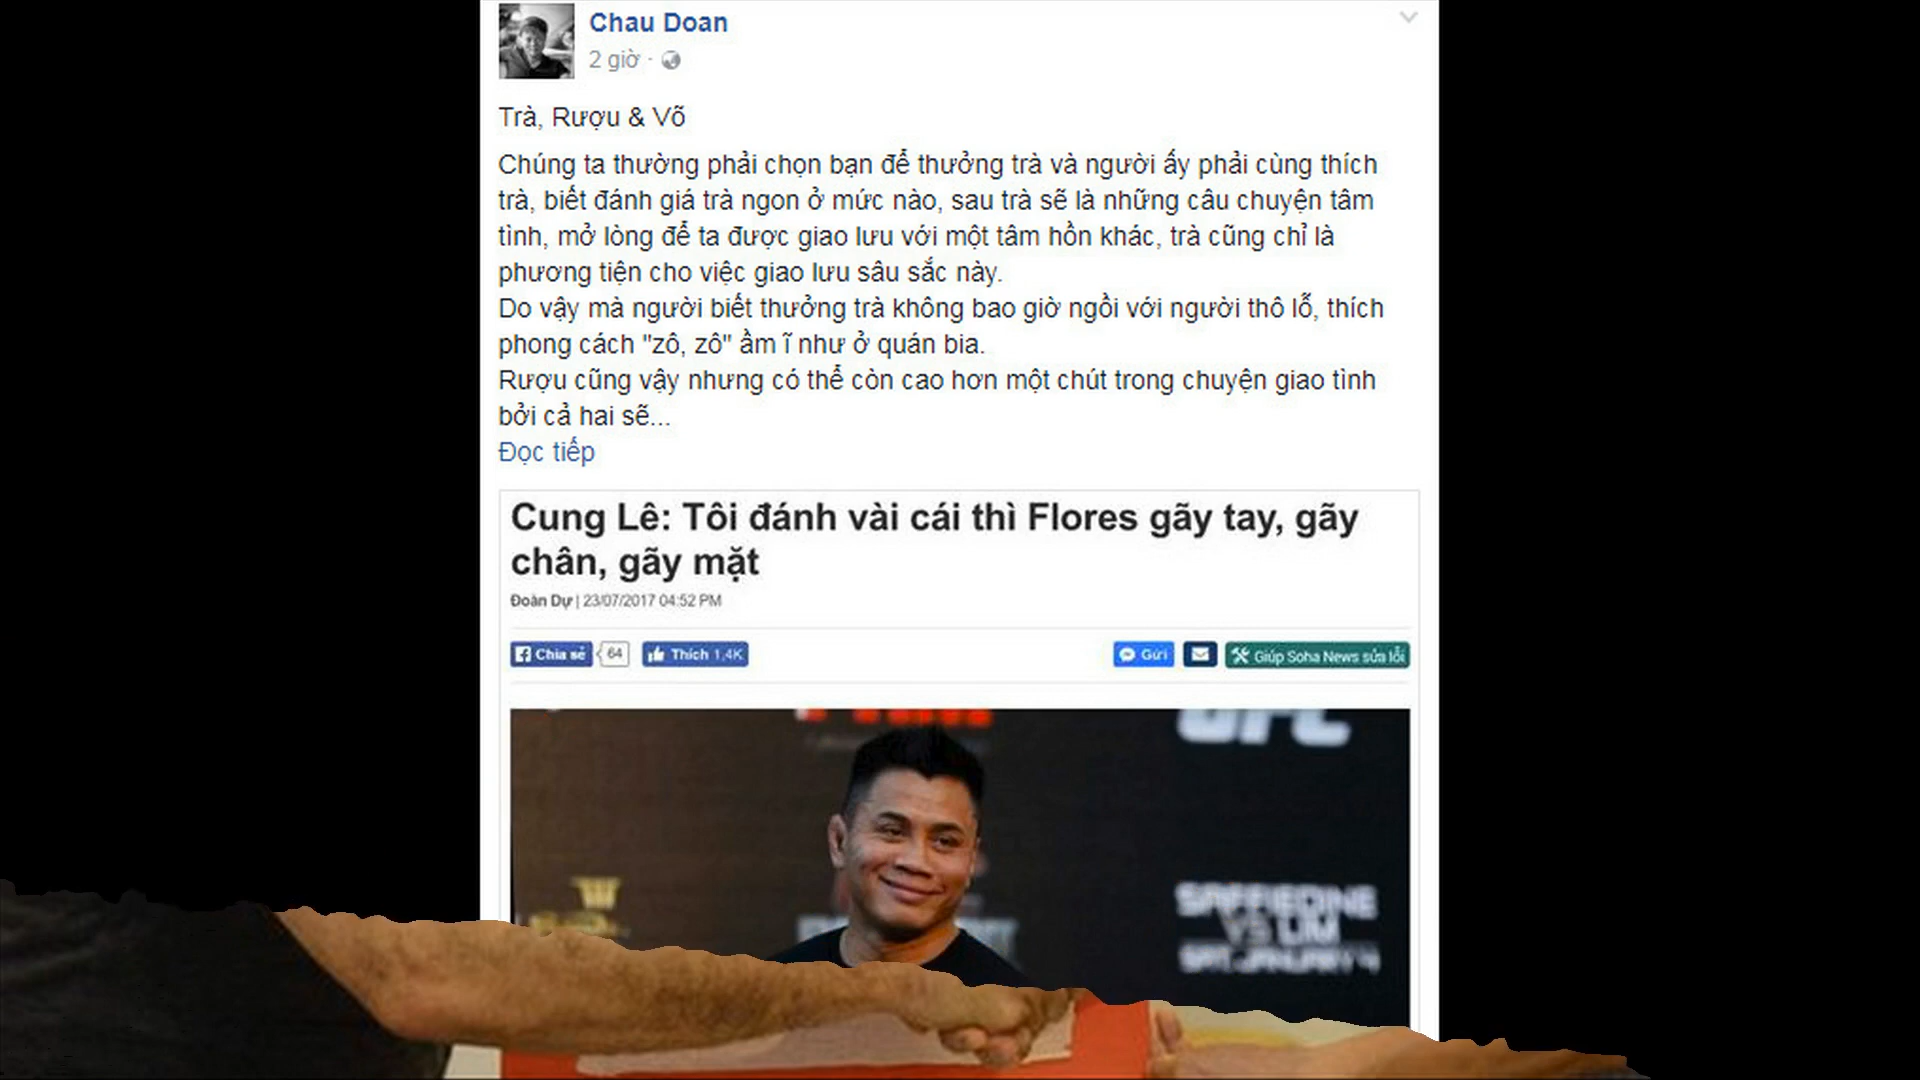 Chau Doan
2 giờ ·
Trà, Rượu & Võ
Chúng ta thường phải chọn bạn để thưởng trà và người ấy phải cùng thích
trà, biết đánh giá trà ngon ở mức nào, sau trà sẽ là những câu chuyện tâm
tình, mở lòng để ta được giao lưu với một tâm hồn khác, trà cũng chỉ là
phương tiện cho việc giao lưu sâu sắc này.
Do vậy mà người biết thưởng trà không bao giờ ngồi với người thô lỗ, thích
phong cách "zô, zô" ầm ĩ như ở quán bia.
Rượu cũng vậy nhưng có thể còn cao hơn một chút trong chuyện giao tình
bởi cả hai sẽ...
Đọc tiếp
Cung Lê: Tôi đánh vài cái thì Flores gãy tay, gãy
chân, gãy mặt
Đoàn Dự | 23/07/2017 04:52 PM
Chia sẻ 64 Thích 1,4K Gửi Giúp Soha News sửa lỗi
UFC
SAFFIEDINE
VS LIM
SAT. JANUARY 4